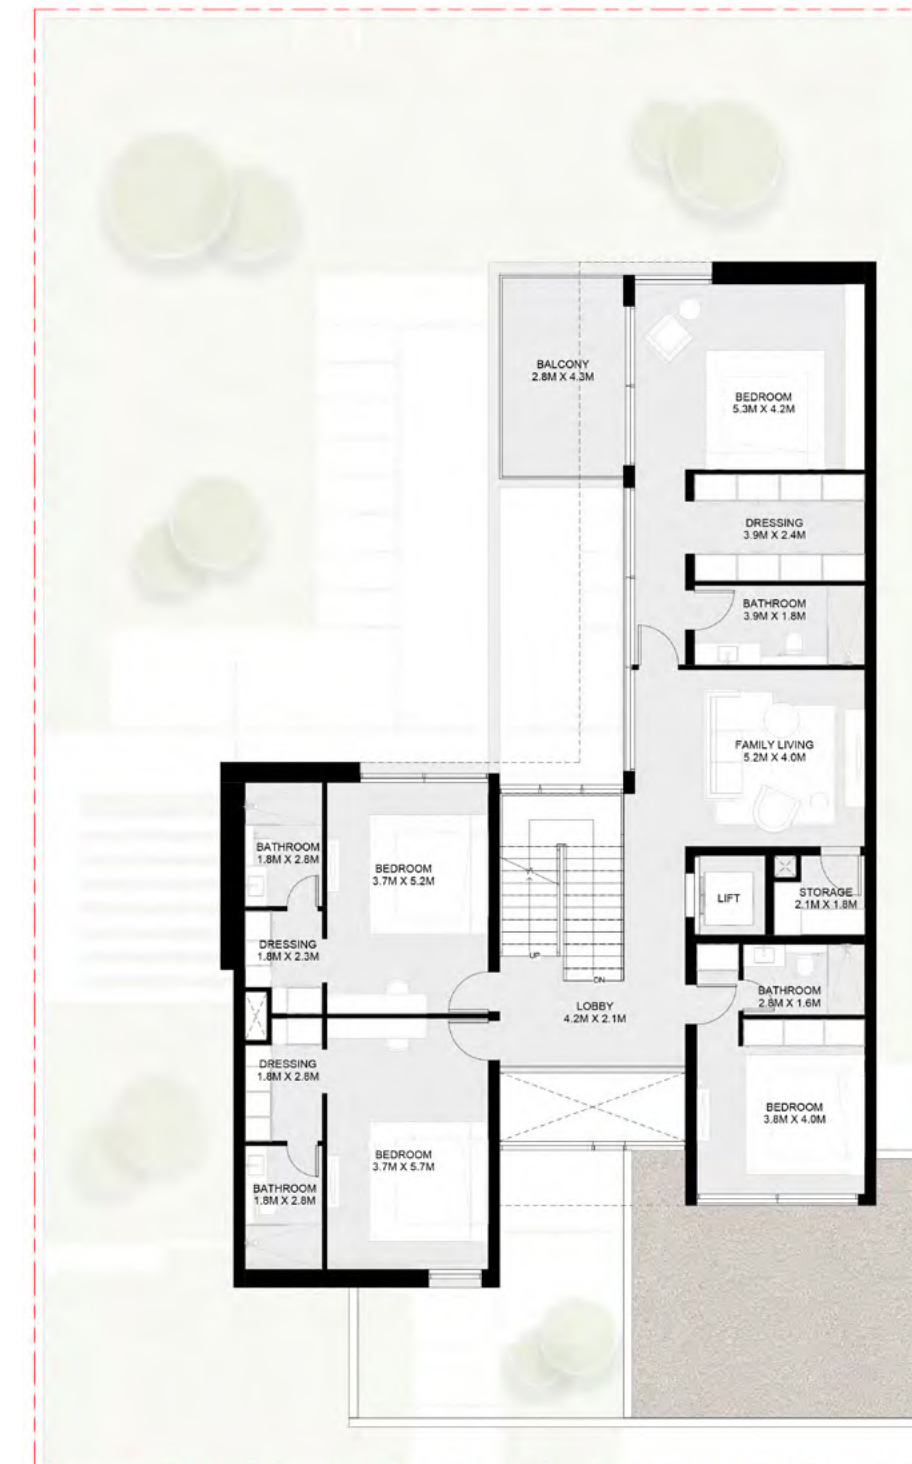 BALCONY
2.8M X 4.3M
BEDROOM
5.3M X 4.2M
DRESSING
3.9M X 2.4M
BATHROOM
3.9M X 1.8M
FAMILY LIVING
5.2M X 4.0M
BATHROOM
1.8M X 2.8M
BEDROOM
3.7M X 5.2M
LIFT
STORAGE
2.1M X 1.8M
DRESSING
1.8M X 2.3M
UP
DN
LOBBY
4.2M X 2.1M
BATHROOM
2.8M X 1.6M
DRESSING
1.8M X 2.8M
BEDROOM
3.8M X 4.0M
BEDROOM
3.7M X 5.7M
BATHROOM
1.8M X 2.8M